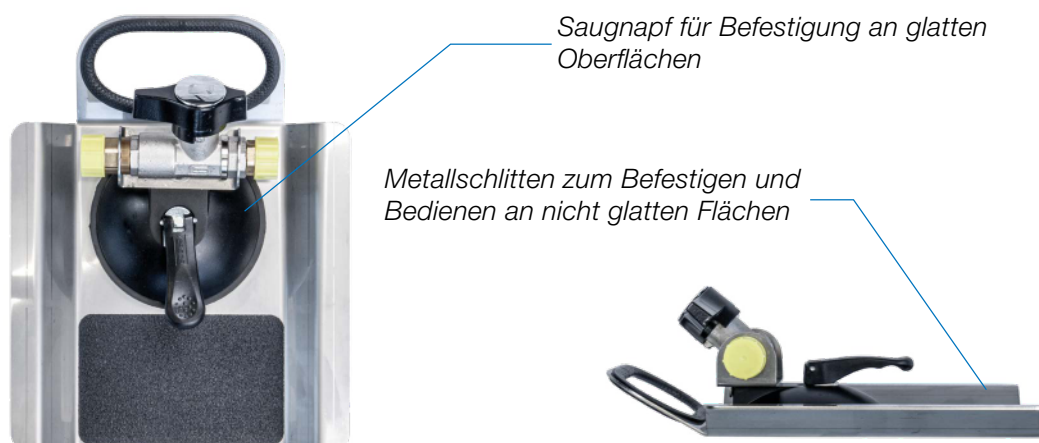 Saugnapf für Befestigung an glatten
Oberflächen
Metallschlitten zum Befestigen und
Bedienen an nicht glatten Flächen